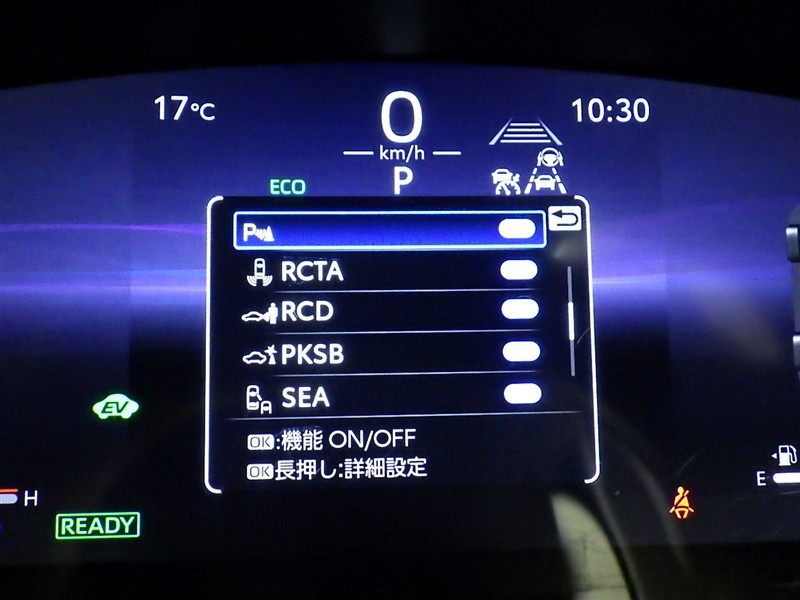 17℃
0
10:30
km/h
ECO
P
P
RCTA
RCD
PKSB
SEA
OK:機能 ON/OFF
OK長押し:詳細設定
EV
H
E
READY